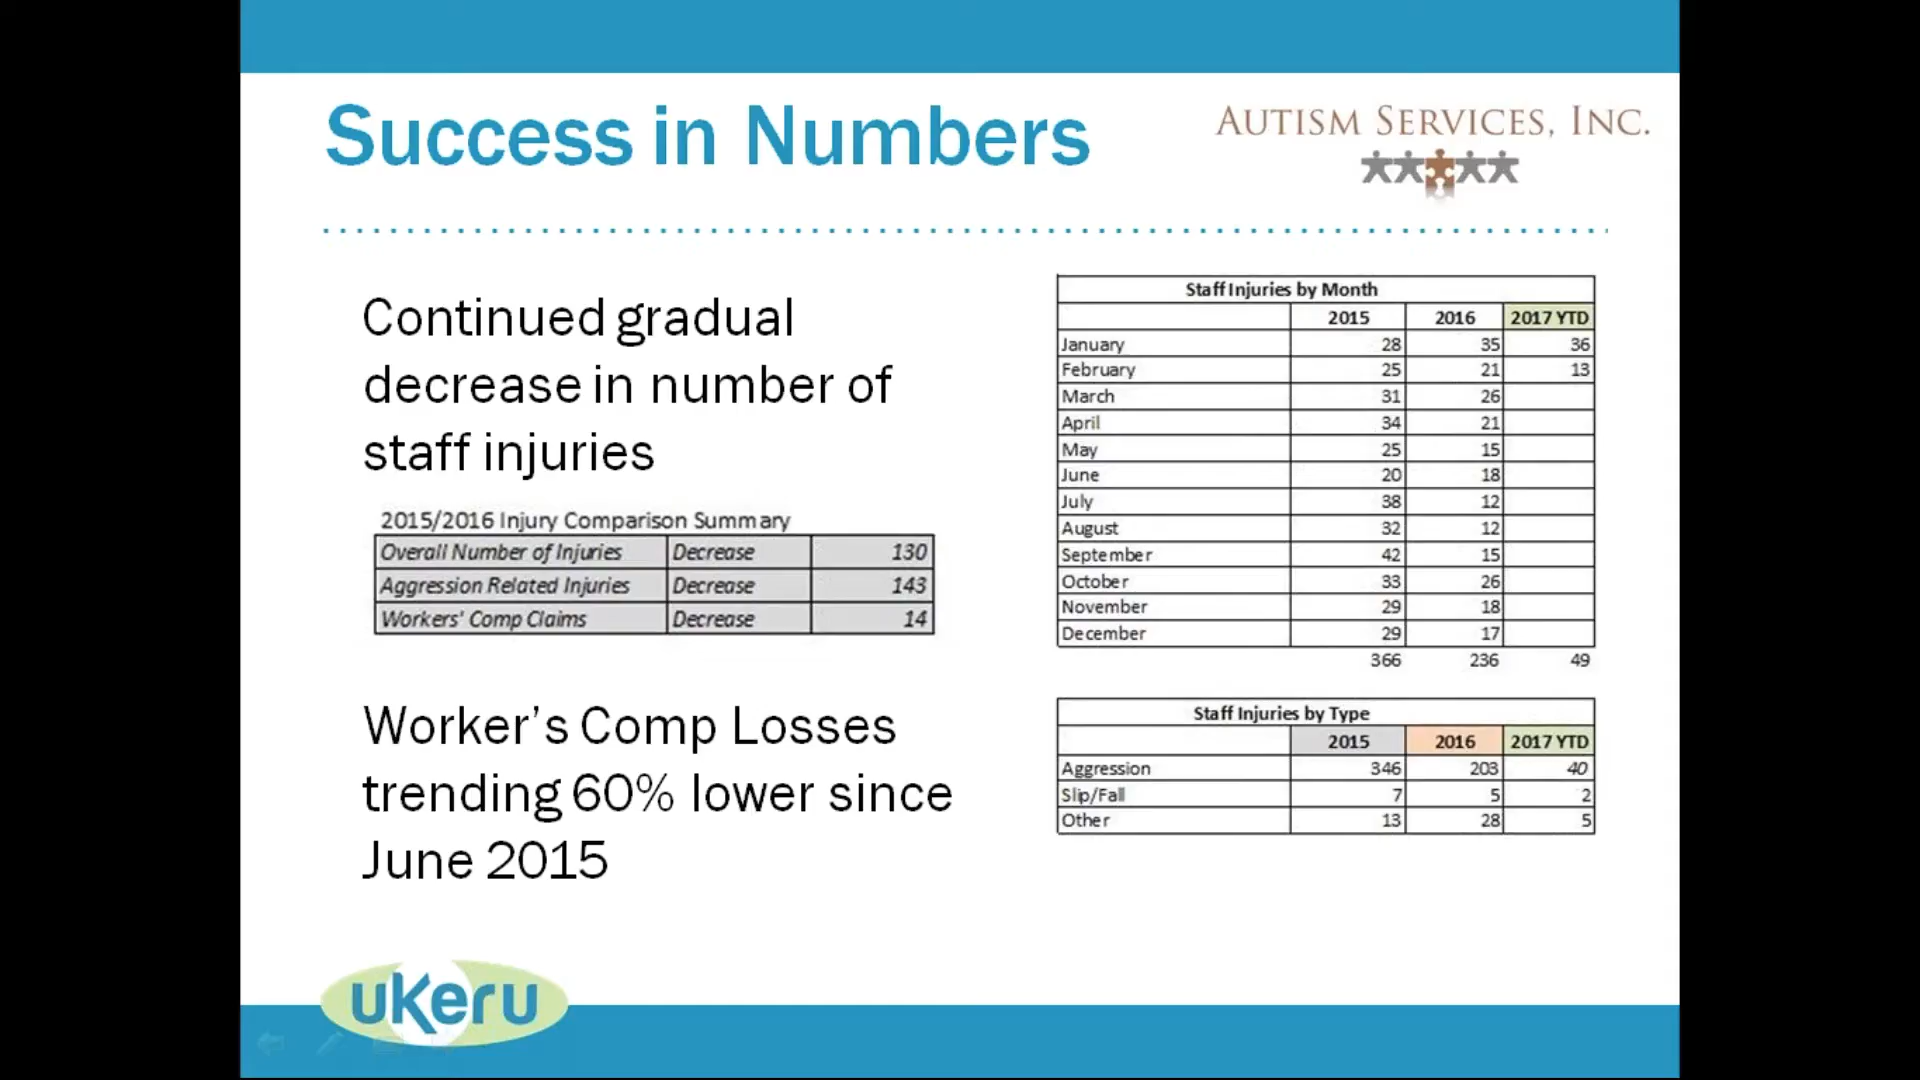 Success in Numbers
AUTISM SERVICES, INC.
Continued gradual
decrease in number of
staff injuries
2015/2016 Injury Comparison Summary
Overall Number of Injuries Decrease 130
Aggression Related Injuries Decrease 143
Workers' Comp Claims Decrease 14
Worker’s Comp Losses
trending 60% lower since
June 2015
Staff Injuries by Month
2015 2016 2017 YTD
January 28 35 36
February 25 21 13
March 31 26
April 34 21
May 25 15
June 20 18
July 38 12
August 32 12
September 42 15
October 33 26
November 29 18
December 29 17
366 236 49
Staff Injuries by Type
2015 2016 2017 YTD
Aggression 346 203 40
Slip/Fall 7 5 2
Other 13 28 5
uKeru